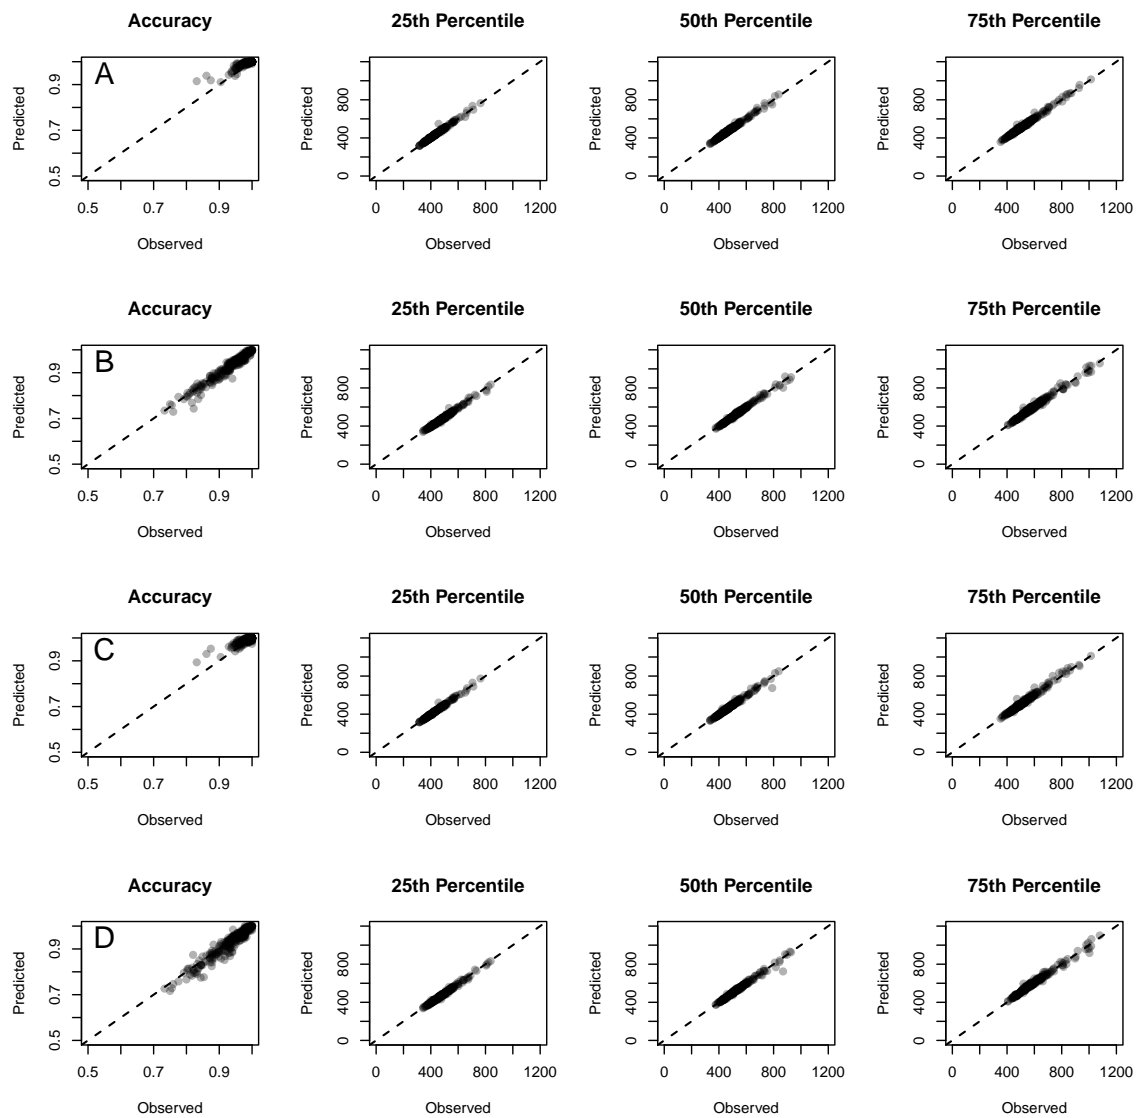 Accuracy 25th Percentile 50th Percentile 75th Percentile
A
Predicted Predicted Predicted Predicted
0.5 0.7 0.9 0 400 800 0 400 800 0 400 800
0.5 0.7 0.9 0 400 800 1200 0 400 800 1200 0 400 800 1200
Observed Observed Observed Observed
Accuracy 25th Percentile 50th Percentile 75th Percentile
B
Predicted Predicted Predicted Predicted
0.5 0.7 0.9 0 400 800 0 400 800 0 400 800
0.5 0.7 0.9 0 400 800 1200 0 400 800 1200 0 400 800 1200
Observed Observed Observed Observed
Accuracy 25th Percentile 50th Percentile 75th Percentile
C
Predicted Predicted Predicted Predicted
0.5 0.7 0.9 0 400 800 0 400 800 0 400 800
0.5 0.7 0.9 0 400 800 1200 0 400 800 1200 0 400 800 1200
Observed Observed Observed Observed
Accuracy 25th Percentile 50th Percentile 75th Percentile
D
Predicted Predicted Predicted Predicted
0.5 0.7 0.9 0 400 800 0 400 800 0 400 800
0.5 0.7 0.9 0 400 800 1200 0 400 800 1200 0 400 800 1200
Observed Observed Observed Observed